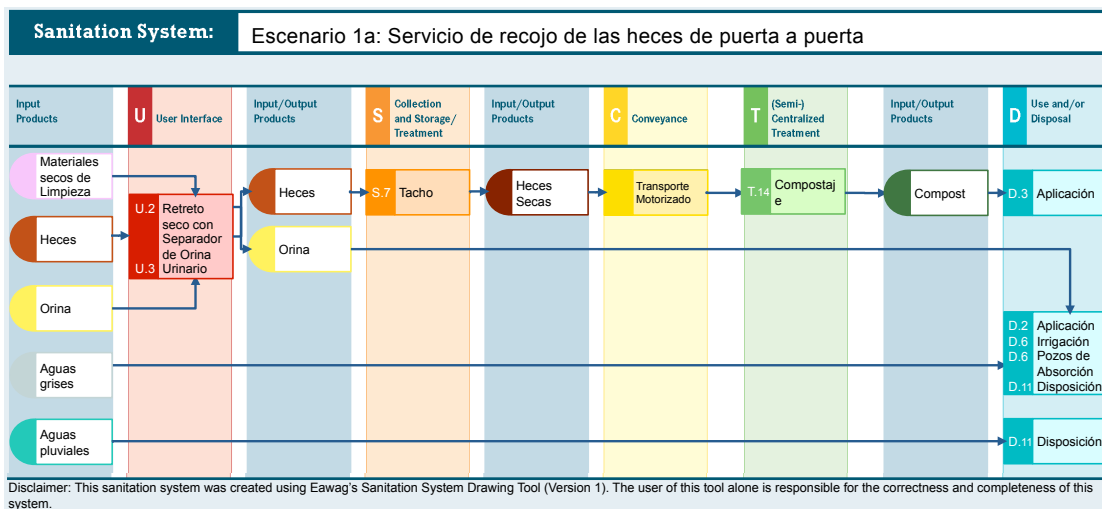 Sanitation System:
Escenario 1a: Servicio de recojo de las heces de puerta a puerta
Input
Products
U User Interface
Input/Output
Products
S Collection
and Storage/
Treatment
Input/Output
Products
C Conveyance
T (Semi-)
Centralized
Treatment
Input/Output
Products
D Use and/or
Disposal
Materiales
secos de
Limpieza
Heces
Orina
Aguas
grises
Aguas
pluviales
U.2 Retreto
seco con
Separador
de Orina
U.3 Urinario
Heces
Orina
S.7 Tacho
Heces
Secas
Transporte
Motorizado
T.14 Compostaj
e
Compost
D.3 Aplicación
D.2 Aplicación
D.6 Irrigación
D.6 Pozos de
Absorción
D.11 Disposición
D.11 Disposición
Disclaimer: This sanitation system was created using Eawag's Sanitation System Drawing Tool (Version 1). The user of this tool alone is responsible for the correctness and completeness of this
system.